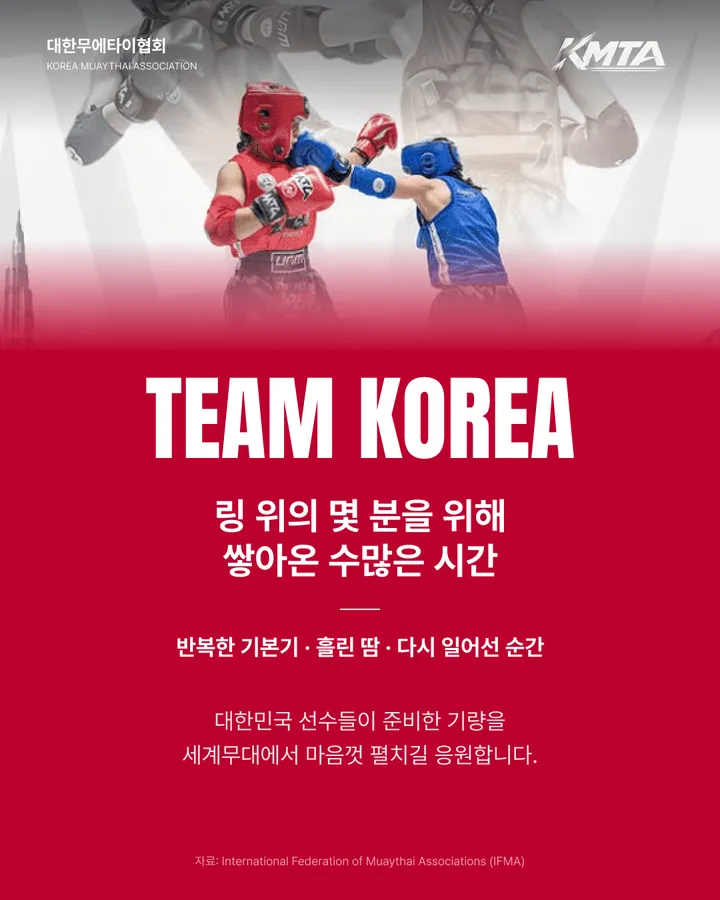 대한무에타이협회
KOREA MUAYTHAI ASSOCIATION
KMTA
TEAM KOREA
링 위의 몇 분을 위해
쌓아온 수많은 시간
반복한 기본기 · 흘린 땀 · 다시 일어선 순간
대한민국 선수들이 준비한 기량을
세계무대에서 마음껏 펼치길 응원합니다.
자료: International Federation of Muaythai Associations (IFMA)